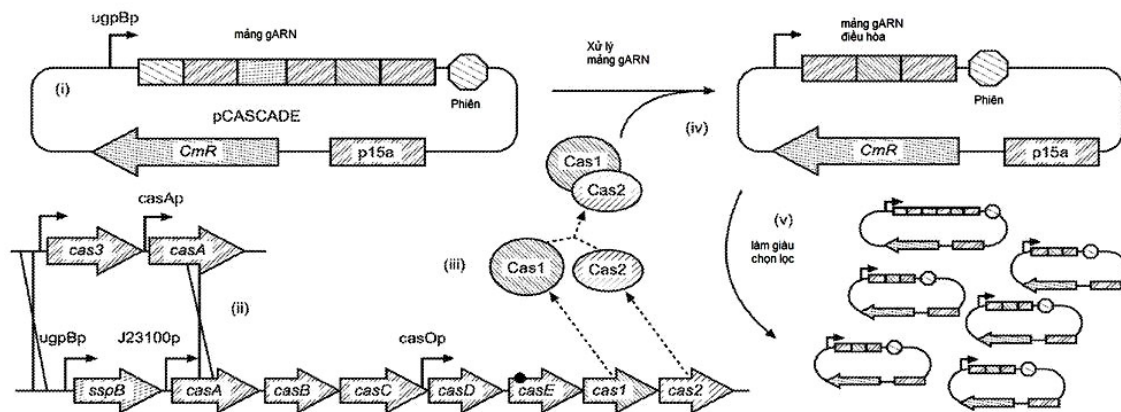 ugpBp
mảng gARN
(i)
Phiên
pCASCADE
CmR
p15a
Xử lý
mảng gARN
(iv)
mảng gARN
điều hòa
Phiên
CmR
p15a
Cas1
Cas2
casAp
cas3
casA
(ii)
(iii)
Cas1
Cas2
(v)
làm giàu
chọn lọc
ugpBp
J23100p
casOp
sspB
casA
casB
casC
casD
casE
cas1
cas2